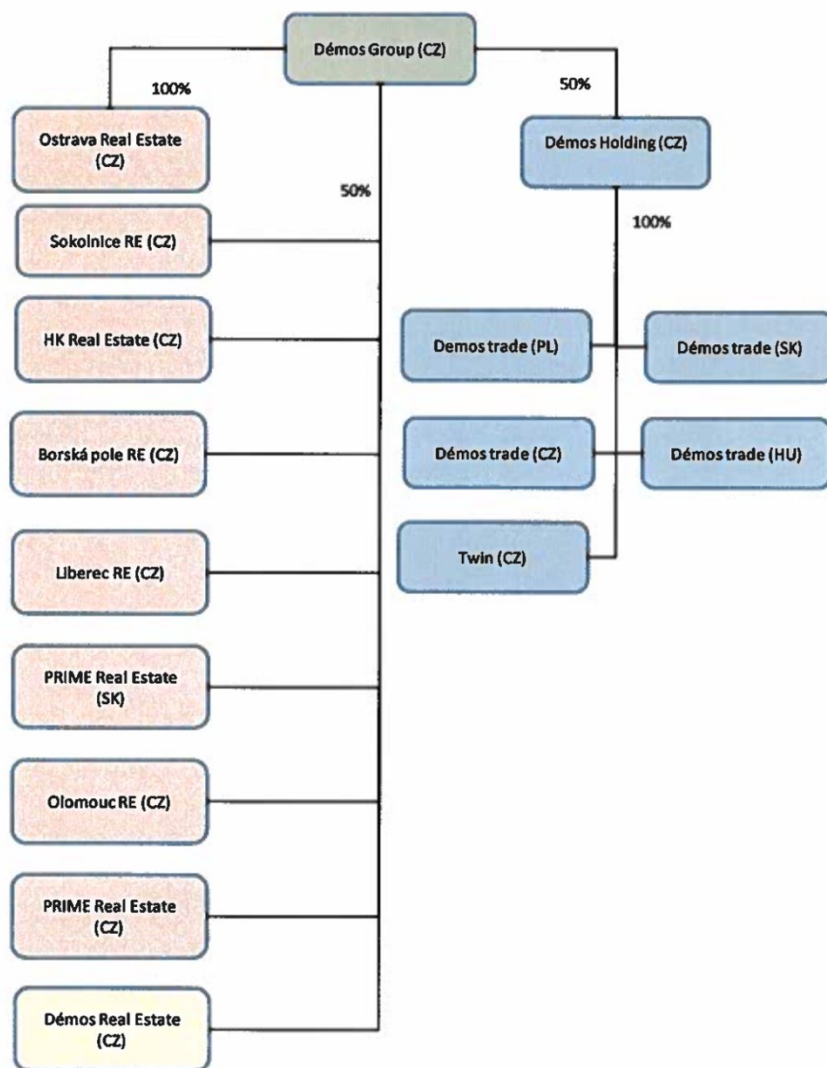 Démos Group (CZ)
100%
50%
Ostrava Real Estate
(CZ)
Démos Holding (CZ)
50%
Sokolnice RE (CZ)
100%
HK Real Estate (CZ)
Demos trade (PL)
Démos trade (SK)
Borská pole RE (CZ)
Démos trade (CZ)
Démos trade (HU)
Liberec RE (CZ)
Twin (CZ)
PRIME Real Estate
(SK)
Olomouc RE (CZ)
PRIME Real Estate
(CZ)
Démos Real Estate
(CZ)